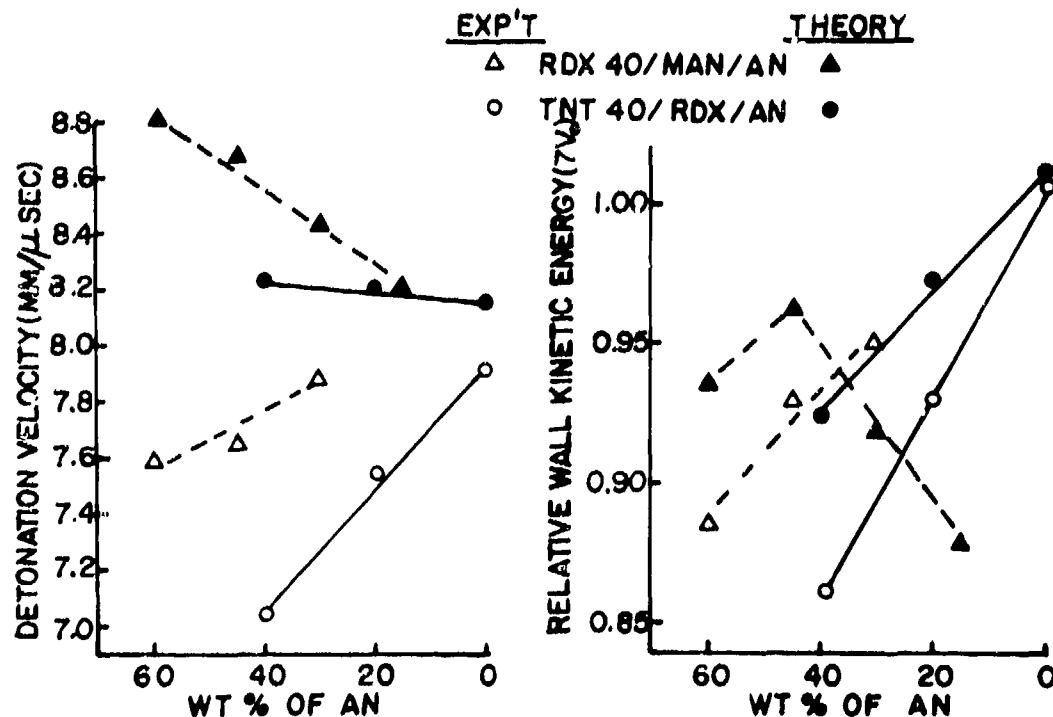 EXP'T THEORY
△ RDX 40/MAN/AN ▲
○ TNT 40/RDX/AN ●
DETONATION VELOCITY (MM/μSEC)
8.8
8.6
8.4
8.2
8.0
7.8
7.6
7.4
7.2
7.0
60 40 20 0
WT % OF AN
RELATIVE WALL KINETIC ENERGY (7V₀
1.00
0.95
0.90
0.85
60 40 20 0
WT % OF AN